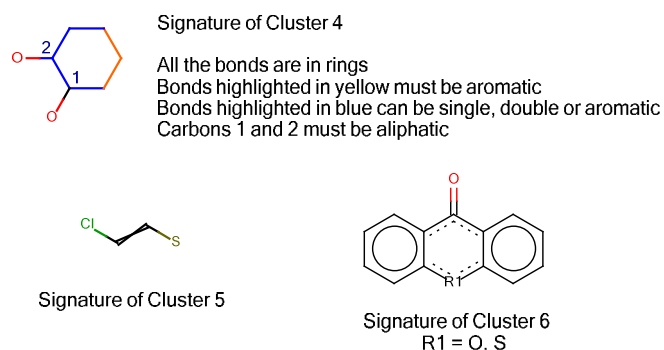 Signature of Cluster 4
O 2
1
O
All the bonds are in rings
Bonds highlighted in yellow must be aromatic
Bonds highlighted in blue can be single, double or aromatic
Carbons 1 and 2 must be aliphatic
Cl
S
Signature of Cluster 5
O
R1
Signature of Cluster 6
R1 = O, S